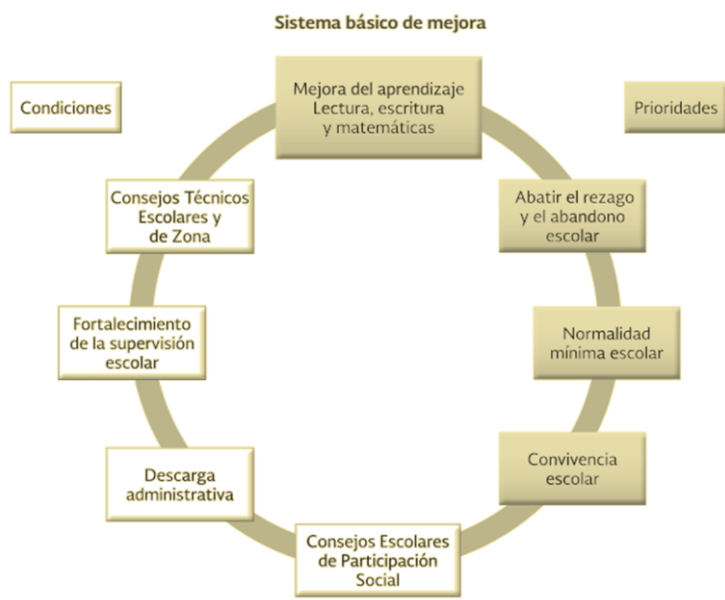 Sistema básico de mejora
Condiciones
Mejora del aprendizaje
Lectura, escritura
y matemáticas
Prioridades
Consejos Técnicos
Escolares y
de Zona
Abatir el rezago
y el abandono
escolar
Fortalecimiento
de la supervisión
escolar
Normalidad
mínima escolar
Descarga
administrativa
Convivencia
escolar
Consejos Escolares
de Participación
Social